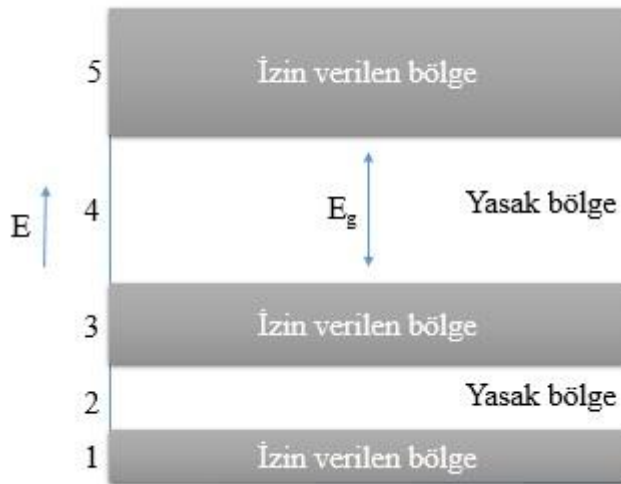 5 İzin verilen bölge
E 4 E_g Yasak bölge
3 İzin verilen bölge
2 Yasak bölge
1 İzin verilen bölge